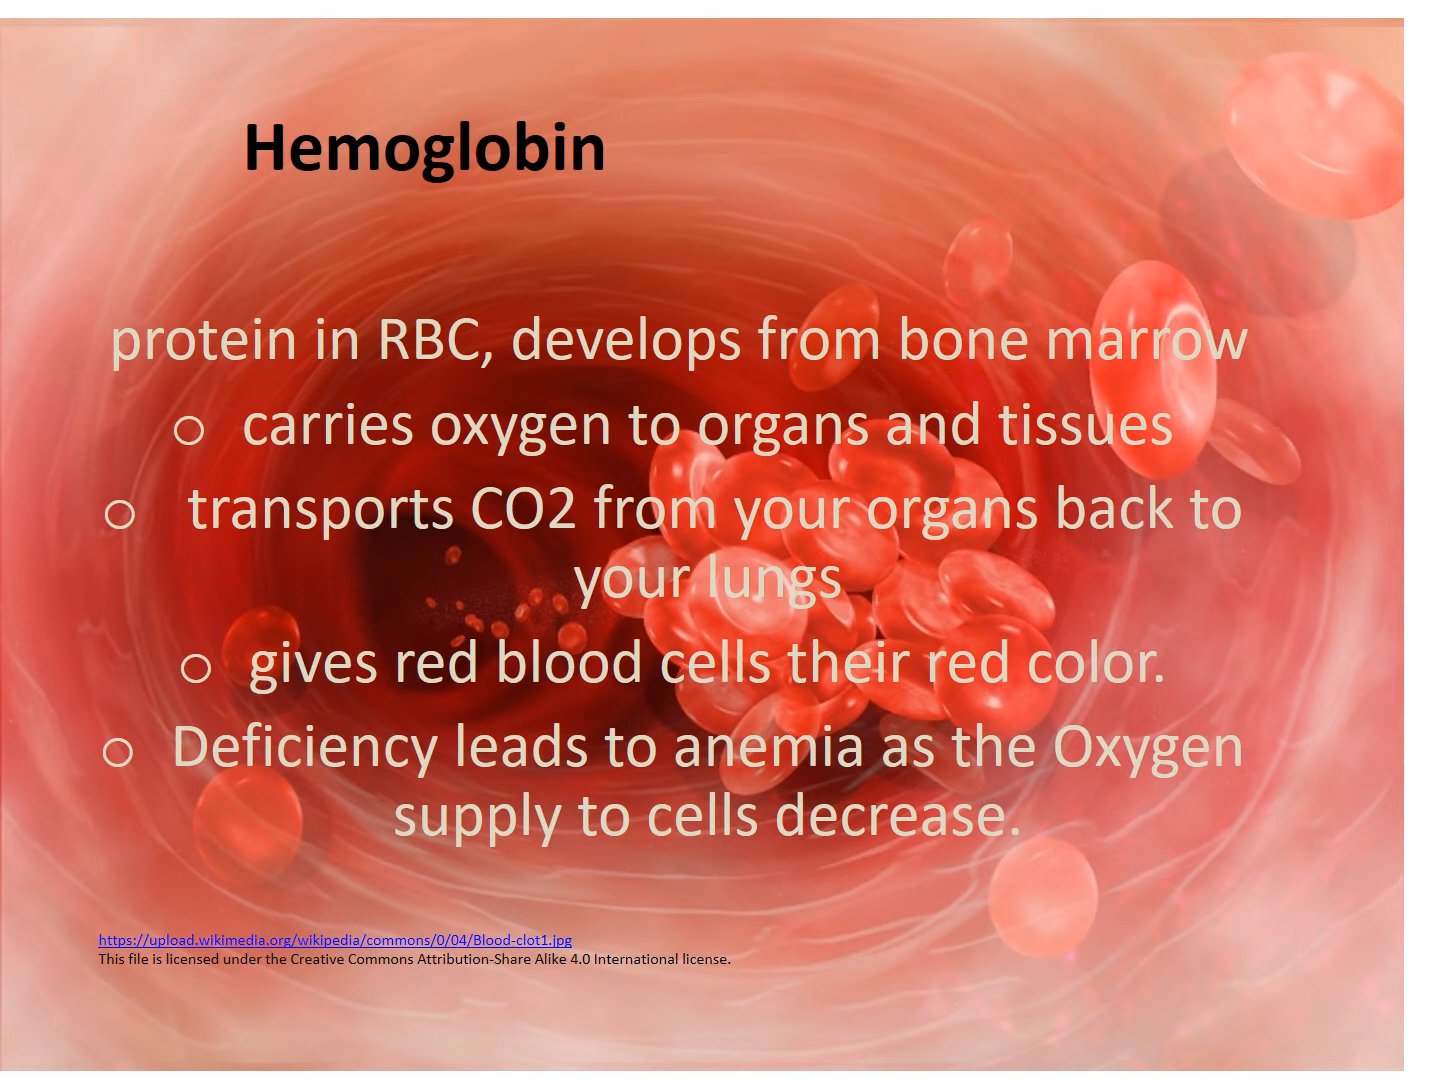 Hemoglobin
protein in RBC, develops from bone marrow
o carries oxygen to organs and tissues
o transports CO2 from your organs back to
your lungs
o gives red blood cells their red color.
o Deficiency leads to anemia as the Oxygen
supply to cells decrease.
https://upload.wikimedia.org/wikipedia/commons/0/04/Blood-clot1.jpg
This file is licensed under the Creative Commons Attribution-Share Alike 4.0 International license.